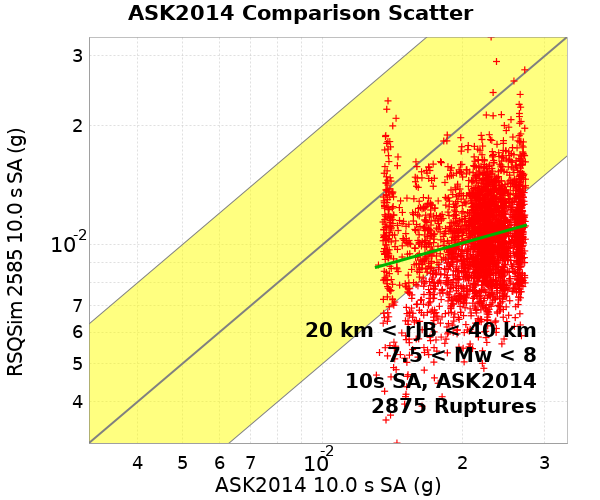 ASK2014 Comparison Scatter
RSQSim 2585 10.0 s SA (g)
3
2
10-2
7
6
5
4
20 km < rJB < 40 km
7.5 < Mw < 8
10s SA, ASK2014
2875 Ruptures
4 5 6 7 10-2 2 3
ASK2014 10.0 s SA (g)